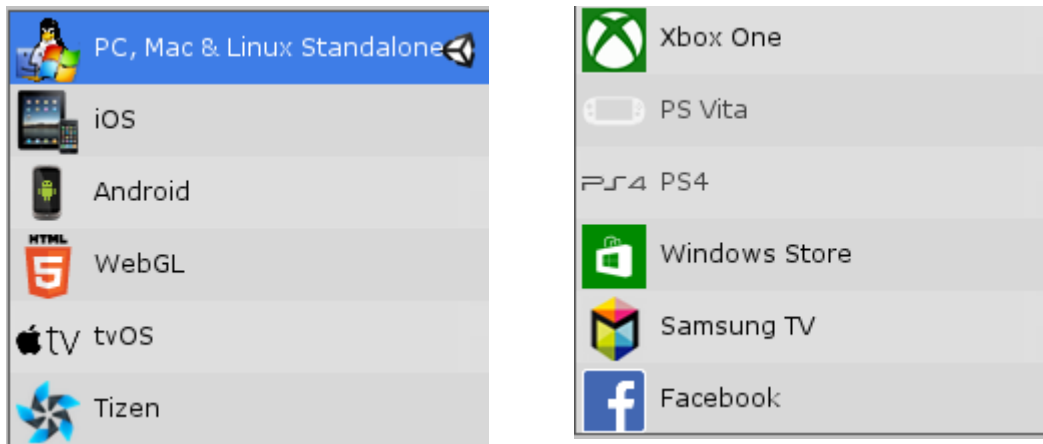 PC, Mac & Linux Standalone
iOS
Android
HTML
5
WebGL
tv
tvOS
Tizen
Xbox One
PS Vita
PS4
PS4
Windows Store
Samsung TV
f
Facebook